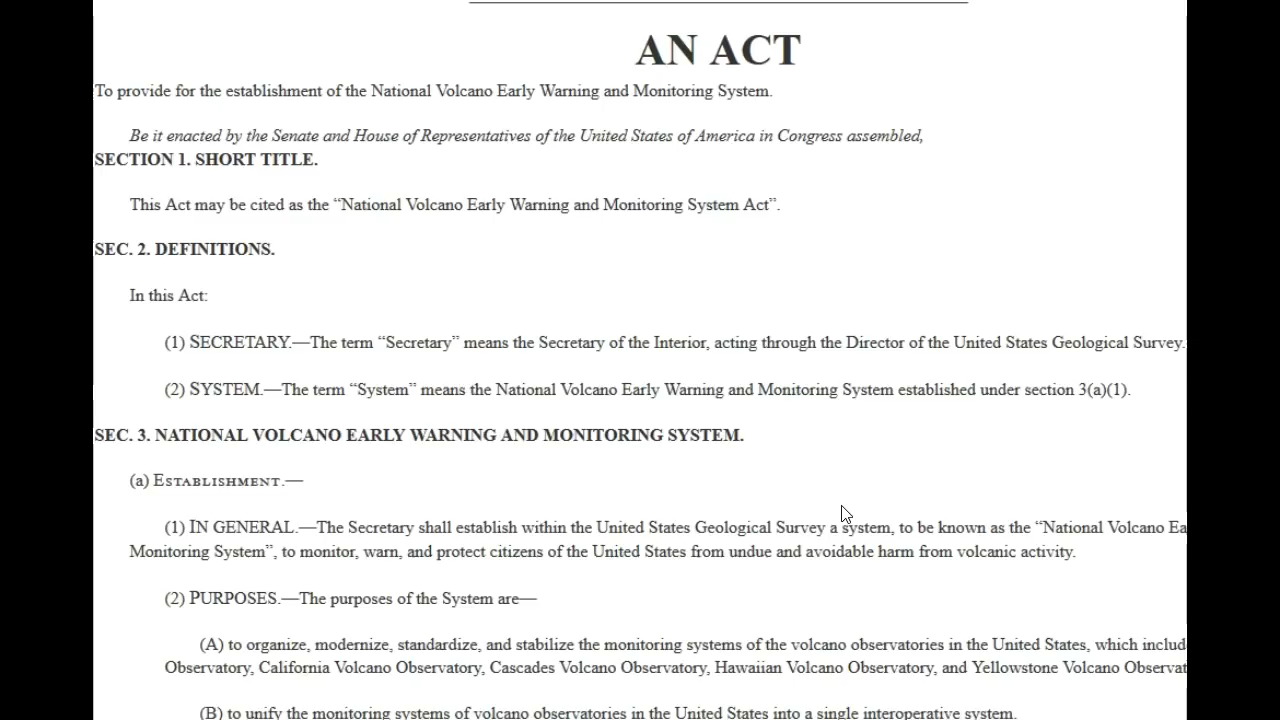 AN ACT
To provide for the establishment of the National Volcano Early Warning and Monitoring System.
Be it enacted by the Senate and House of Representatives of the United States of America in Congress assembled,
SECTION 1. SHORT TITLE.
This Act may be cited as the “National Volcano Early Warning and Monitoring System Act”.
SEC. 2. DEFINITIONS.
In this Act:
(1) SECRETARY.—The term “Secretary” means the Secretary of the Interior, acting through the Director of the United States Geological Survey.
(2) SYSTEM.—The term “System” means the National Volcano Early Warning and Monitoring System established under section 3(a)(1).
SEC. 3. NATIONAL VOLCANO EARLY WARNING AND MONITORING SYSTEM.
(a) ESTABLISHMENT.—
(1) IN GENERAL.—The Secretary shall establish within the United States Geological Survey a system, to be known as the “National Volcano Ea
Monitoring System”, to monitor, warn, and protect citizens of the United States from undue and avoidable harm from volcanic activity.
(2) PURPOSES.—The purposes of the System are—
(A) to organize, modernize, standardize, and stabilize the monitoring systems of the volcano observatories in the United States, which includ
Observatory, California Volcano Observatory, Cascades Volcano Observatory, Hawaiian Volcano Observatory, and Yellowstone Volcano Observat
(B) to unify the monitoring systems of volcano observatories in the United States into a single interoperative system.